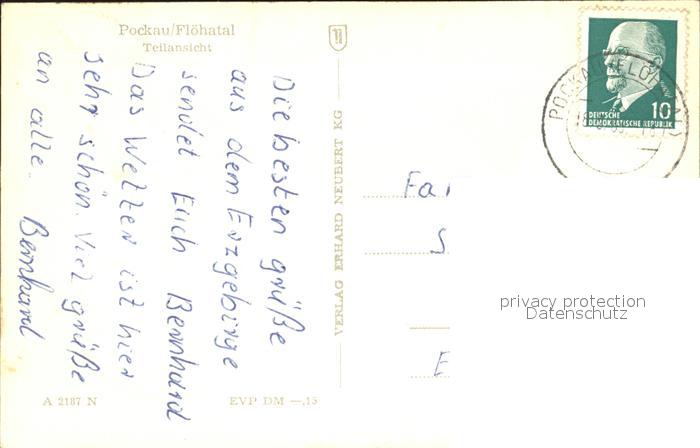 Pockau/Flöhatal
Teilansicht
Die besten grüße
aus dem Erzgebirge
sendet Euch Bernhard
Das Wetter ist hier
sehr schön. Viel grüße
an alle. Bernhard
A 2187 N
EVP DM —,15
VERLAG ERHARD NEUBERT KG
10
DEUTSCHE
DEMOKRATISCHE REPUBLIK
Fa
S
E
privacy protection
Datenschutz